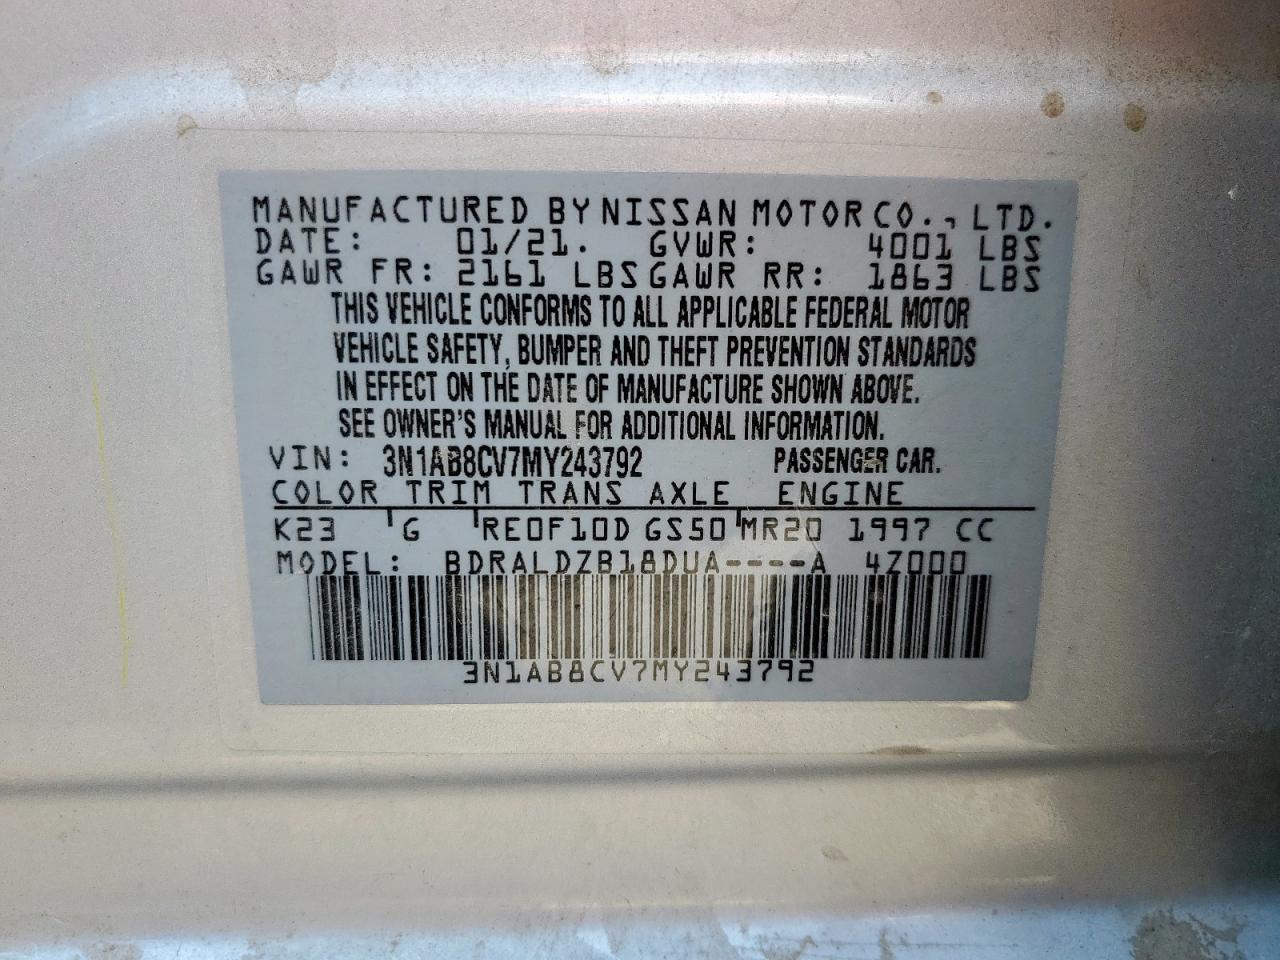 MANUFACTURED BY NISSAN MOTOR CO., LTD.
DATE: 01/21. GVWR: 4001 LBS
GAWR FR: 2161 LBS GAWR RR: 1863 LBS
THIS VEHICLE CONFORMS TO ALL APPLICABLE FEDERAL MOTOR
VEHICLE SAFETY, BUMPER AND THEFT PREVENTION STANDARDS
IN EFFECT ON THE DATE OF MANUFACTURE SHOWN ABOVE.
SEE OWNER'S MANUAL FOR ADDITIONAL INFORMATION.
VIN: 3N1AB8CV7MY243792 PASSENGER CAR.
COLOR TRIM TRANS AXLE ENGINE
K23 G RE0F10D GS50 MR20 1997 CC
MODEL: BDRALDZB18DUA----A 4Z000
3N1AB8CV7MY243792